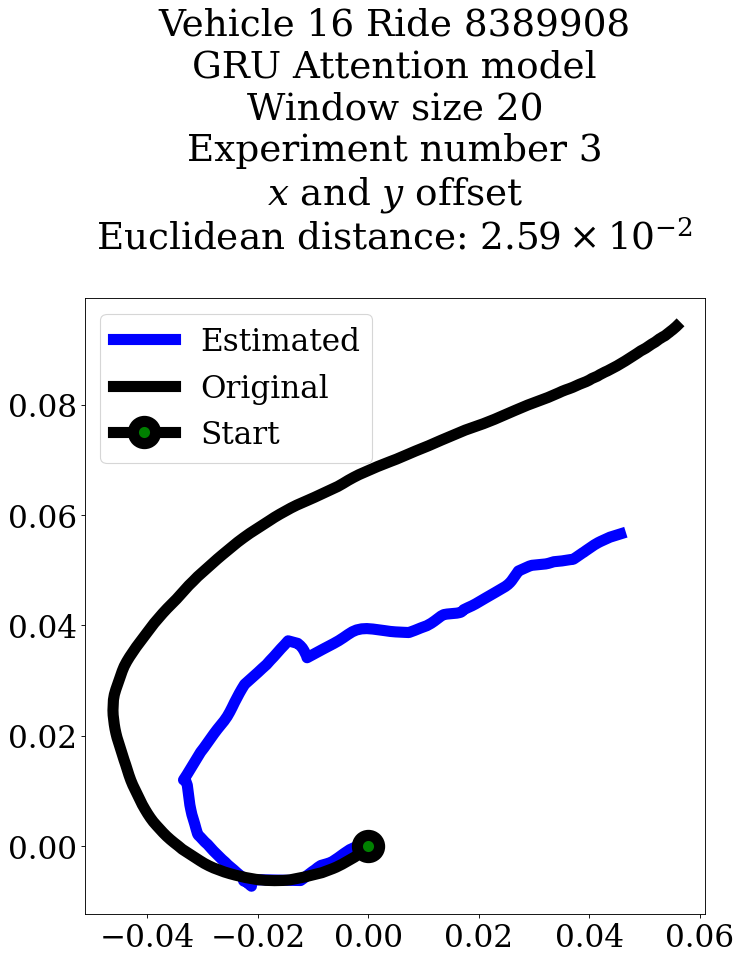 Vehicle 16 Ride 8389908
GRU Attention model
Window size 20
Experiment number 3
x and y offset
Euclidean distance: 2.59 × 10⁻²
Estimated
Original
Start
0.08
0.06
0.04
0.02
0.00
−0.04 −0.02 0.00 0.02 0.04 0.06